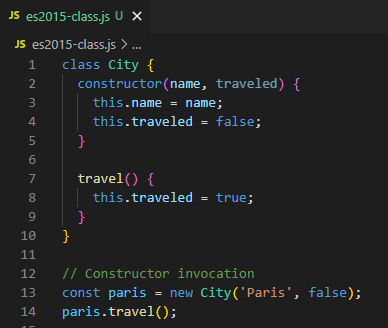 JS es2015-class.js U ×
JS es2015-class.js > ...
1 class City {
2   constructor(name, traveled) {
3     this.name = name;
4     this.traveled = false;
5   }
6
7   travel() {
8     this.traveled = true;
9   }
10 }
11
12 // Constructor invocation
13 const paris = new City('Paris', false);
14 paris.travel();